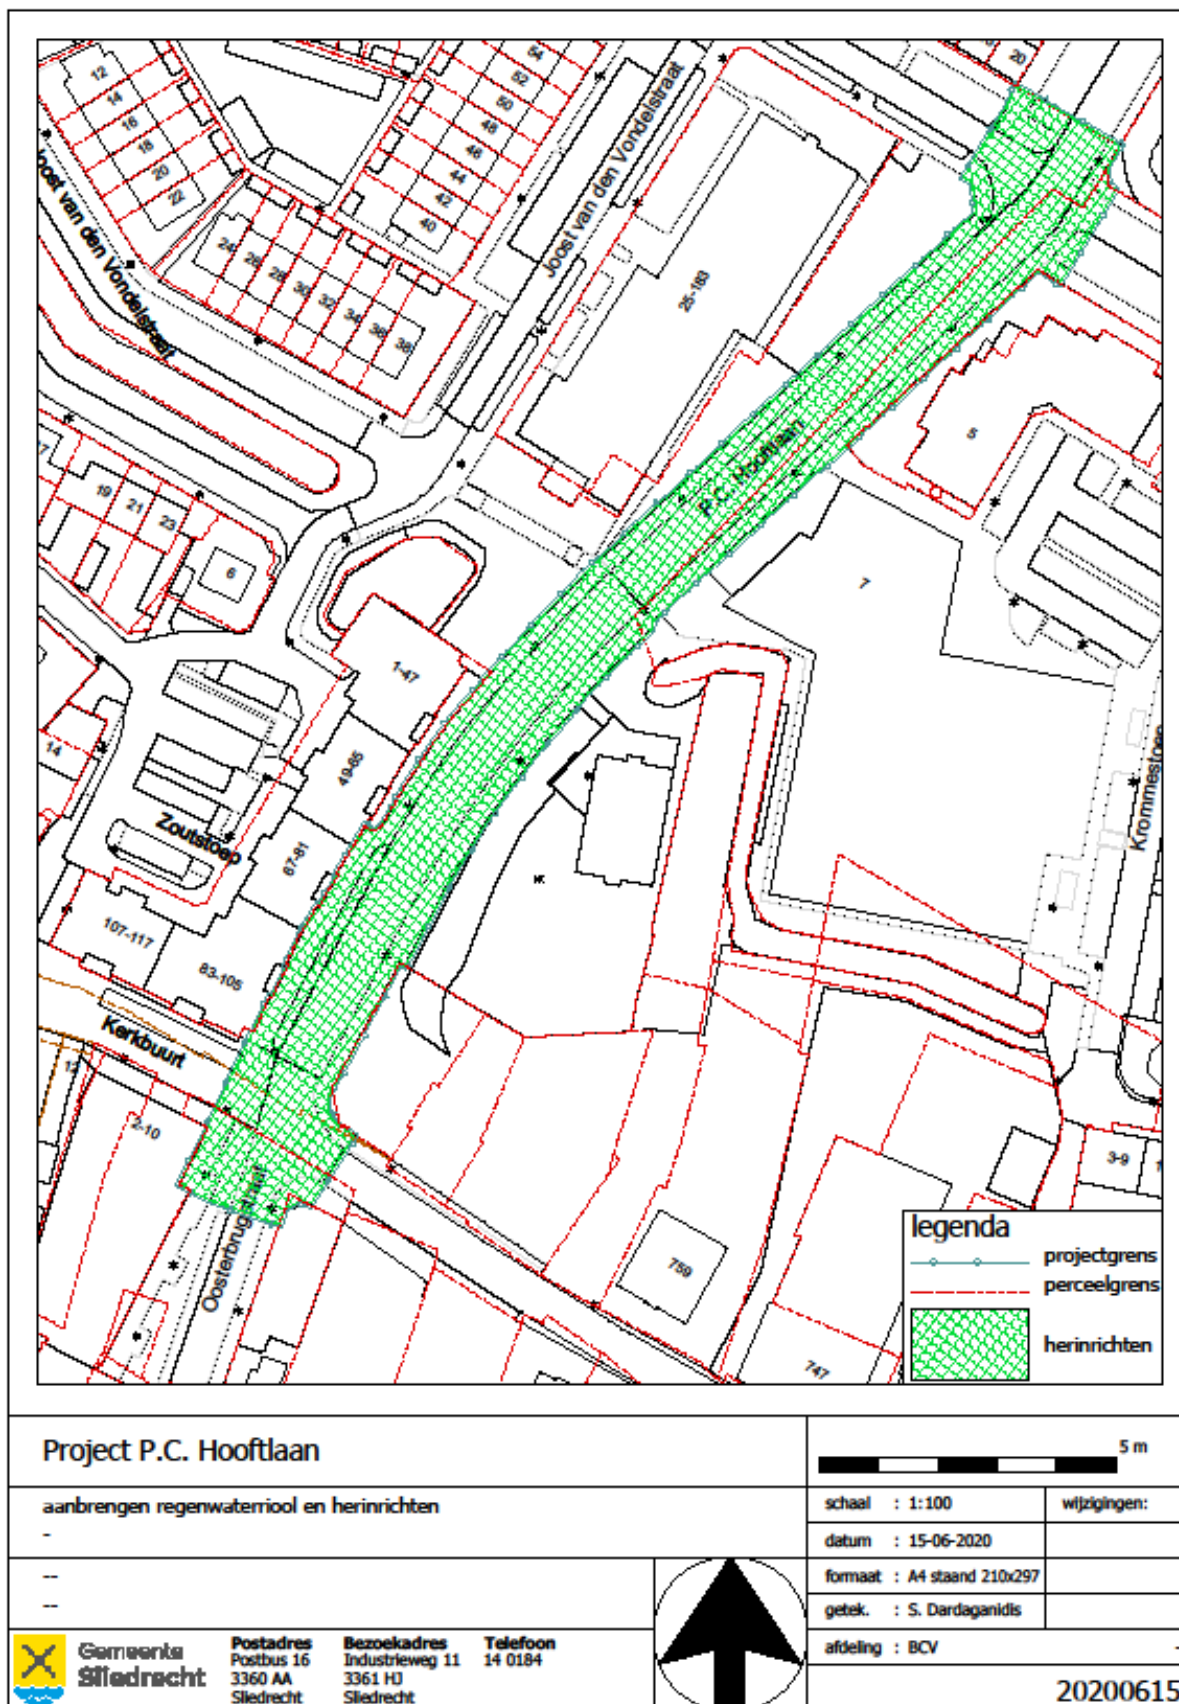 12
14
16
18
20
22
54
52
50
48
46
44
42
40
20
Joost van den Vondelstraat
Joost van den Vondelstraat
24
26
28
30
32
34
36
38
25-183
5
P.C. Hooftlaan
17
19
21
23
6
7
1-47
14
49-65
Zoutstoep
67-81
107-117
83-105
Krommestoep
Kerkbuurt
12
2-10
3-9
1
Oosterbrugstraat
759
747
legenda
projectgrens
perceelgrens
herinrichten
Project P.C. Hooftlaan
5 m
aanbrengen regenwaterriool en herinrichten
-
--
--
schaal : 1:100
wijzigingen:
datum : 15-06-2020
formaat : A4 staand 210x297
getek. : S. Dardaganidis
afdeling : BCV
-
20200615
Gemeente
Sliedrecht
Postadres
Postbus 16
3360 AA
Sliedrecht
Bezoekadres
Industrieweg 11
3361 HJ
Sliedrecht
Telefoon
14 0184